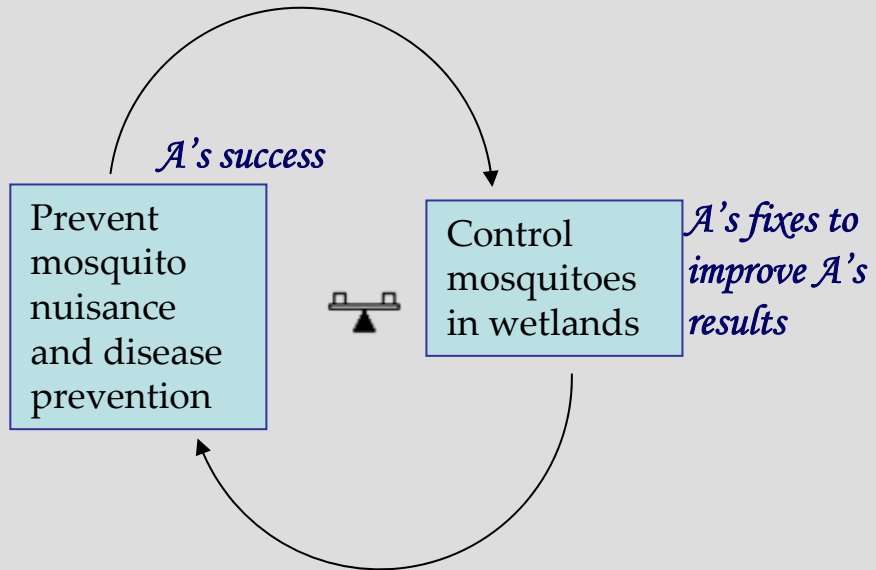 A's success
Prevent
mosquito
nuisance
and disease
prevention
Control
mosquitoes
in wetlands
A's fixes to
improve A's
results